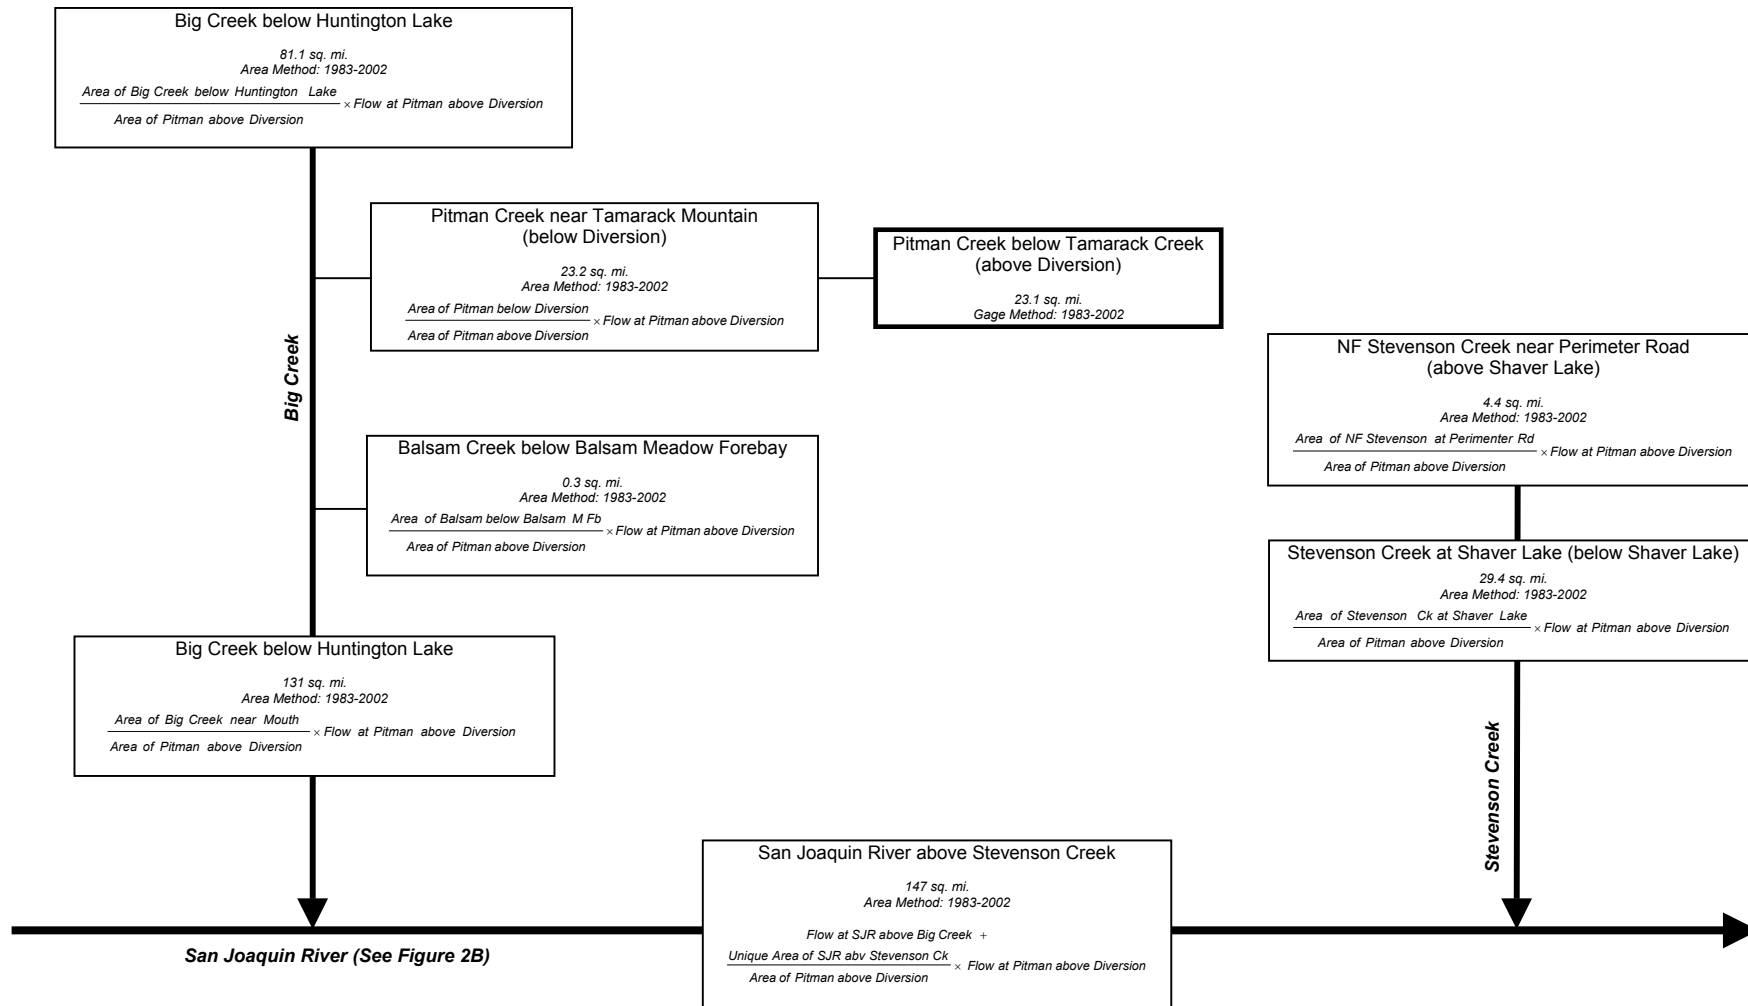 Big Creek below Huntington Lake
81.1 sq. mi.
Area Method: 1983-2002
Area of Big Creek below Huntington Lake
× Flow at Pitman above Diversion
Area of Pitman above Diversion
Pitman Creek near Tamarack Mountain
(below Diversion)
23.2 sq. mi.
Area Method: 1983-2002
Area of Pitman below Diversion
× Flow at Pitman above Diversion
Area of Pitman above Diversion
Pitman Creek below Tamarack Creek
(above Diversion)
23.1 sq. mi.
Gage Method: 1983-2002
Big Creek
Balsam Creek below Balsam Meadow Forebay
0.3 sq. mi.
Area Method: 1983-2002
Area of Balsam below Balsam M Fb
× Flow at Pitman above Diversion
Area of Pitman above Diversion
Big Creek below Huntington Lake
131 sq. mi.
Area Method: 1983-2002
Area of Big Creek near Mouth
× Flow at Pitman above Diversion
Area of Pitman above Diversion
NF Stevenson Creek near Perimeter Road
(above Shaver Lake)
4.4 sq. mi.
Area Method: 1983-2002
Area of NF Stevenson at Perimenter Rd
× Flow at Pitman above Diversion
Area of Pitman above Diversion
Stevenson Creek at Shaver Lake (below Shaver Lake)
29.4 sq. mi.
Area Method: 1983-2002
Area of Stevenson Ck at Shaver Lake
× Flow at Pitman above Diversion
Area of Pitman above Diversion
Stevenson Creek
San Joaquin River above Stevenson Creek
147 sq. mi.
Area Method: 1983-2002
Flow at SJR above Big Creek +
Unique Area of SJR abv Stevenson Ck
× Flow at Pitman above Diversion
Area of Pitman above Diversion
San Joaquin River (See Figure 2B)